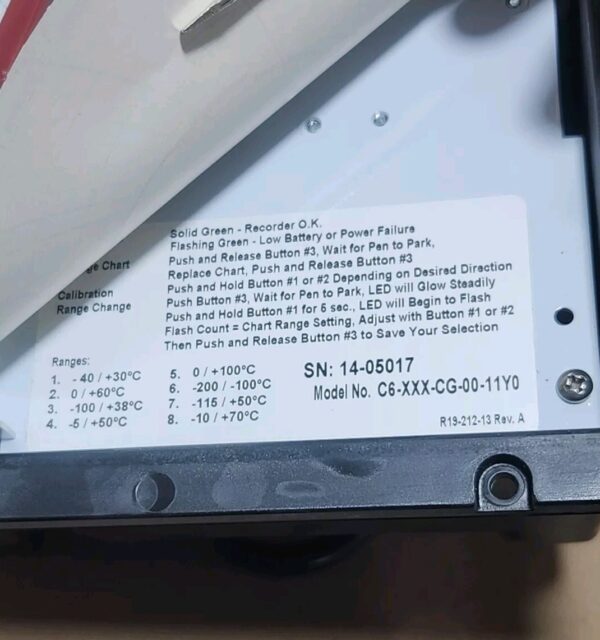 Solid Green - Recorder O.K.
Flashing Green - Low Battery or Power Failure
Push and Release Button #3, Wait for Pen to Park,
Chart Replace Chart, Push and Release Button #3
Calibration Push and Hold Button #1 or #2 Depending on Desired Direction
Range Change Push Button #3, Wait for Pen to Park, LED will Glow Steadily
Push and Hold Button #1 for 5 sec., LED will Begin to Flash
Flash Count = Chart Range Setting, Adjust with Button #1 or #2
Then Push and Release Button #3 to Save Your Selection
Ranges:
1. - 40 / +30°C
2. 0 / +60°C
3. -100 / +38°C
4. -5 / +50°C
5. 0 / +100°C
6. -200 / -100°C
7. -115 / +50°C
8. -10 / +70°C
SN: 14-05017
Model No. C6-XXX-CG-00-11Y0
R19-212-13 Rev. A